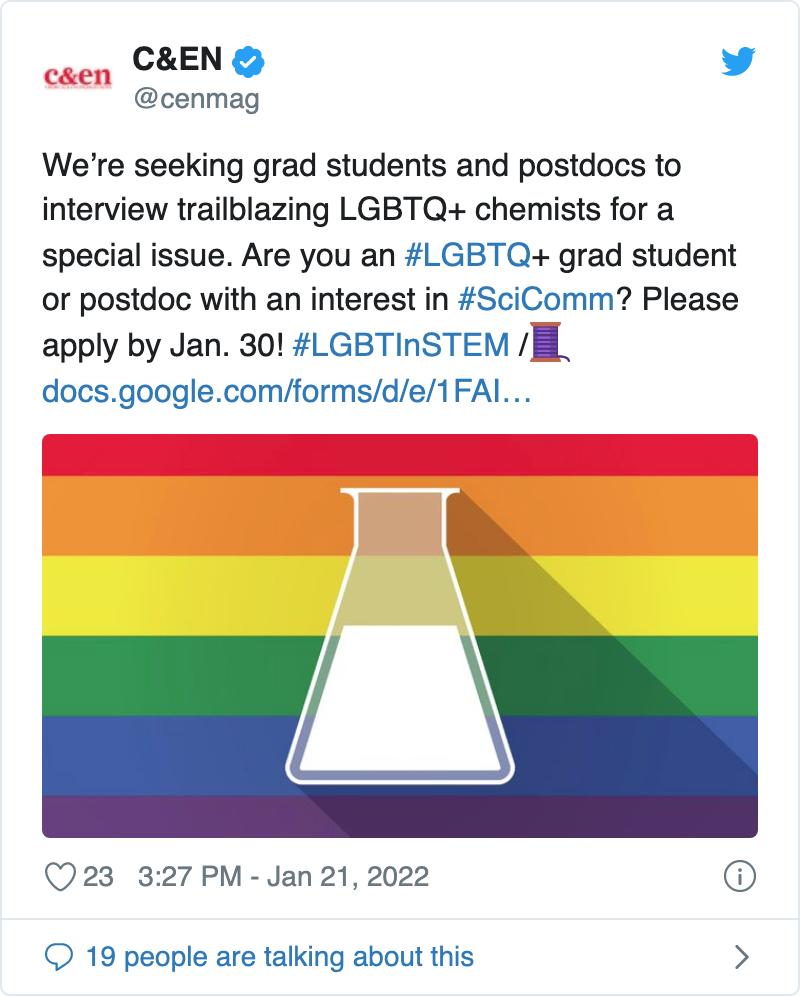 c&en
C&EN
@cenmag
We’re seeking grad students and postdocs to
interview trailblazing LGBTQ+ chemists for a
special issue. Are you an #LGBTQ+ grad student
or postdoc with an interest in #SciComm? Please
apply by Jan. 30! #LGBTInSTEM /🧵
docs.google.com/forms/d/e/1FAI…
23 3:27 PM - Jan 21, 2022
19 people are talking about this